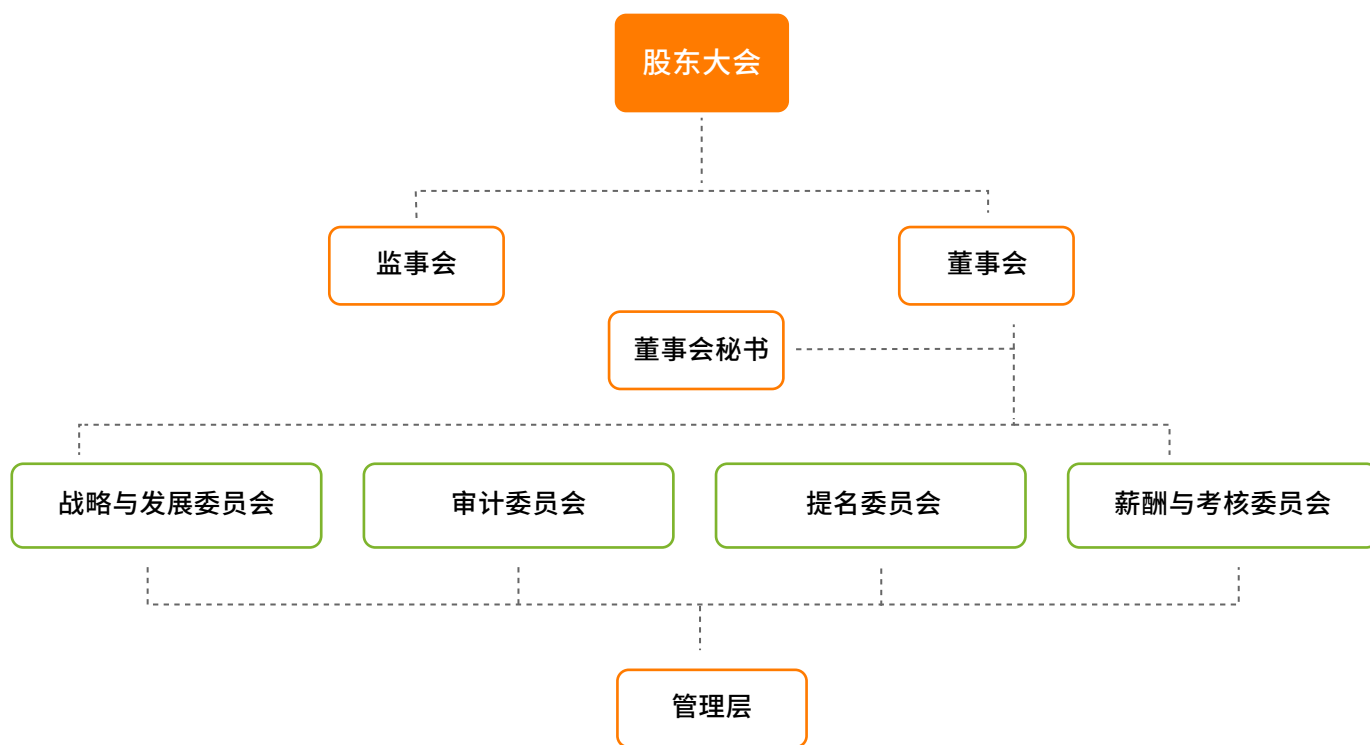 股东大会
监事会
董事会
董事会秘书
战略与发展委员会
审计委员会
提名委员会
薪酬与考核委员会
管理层